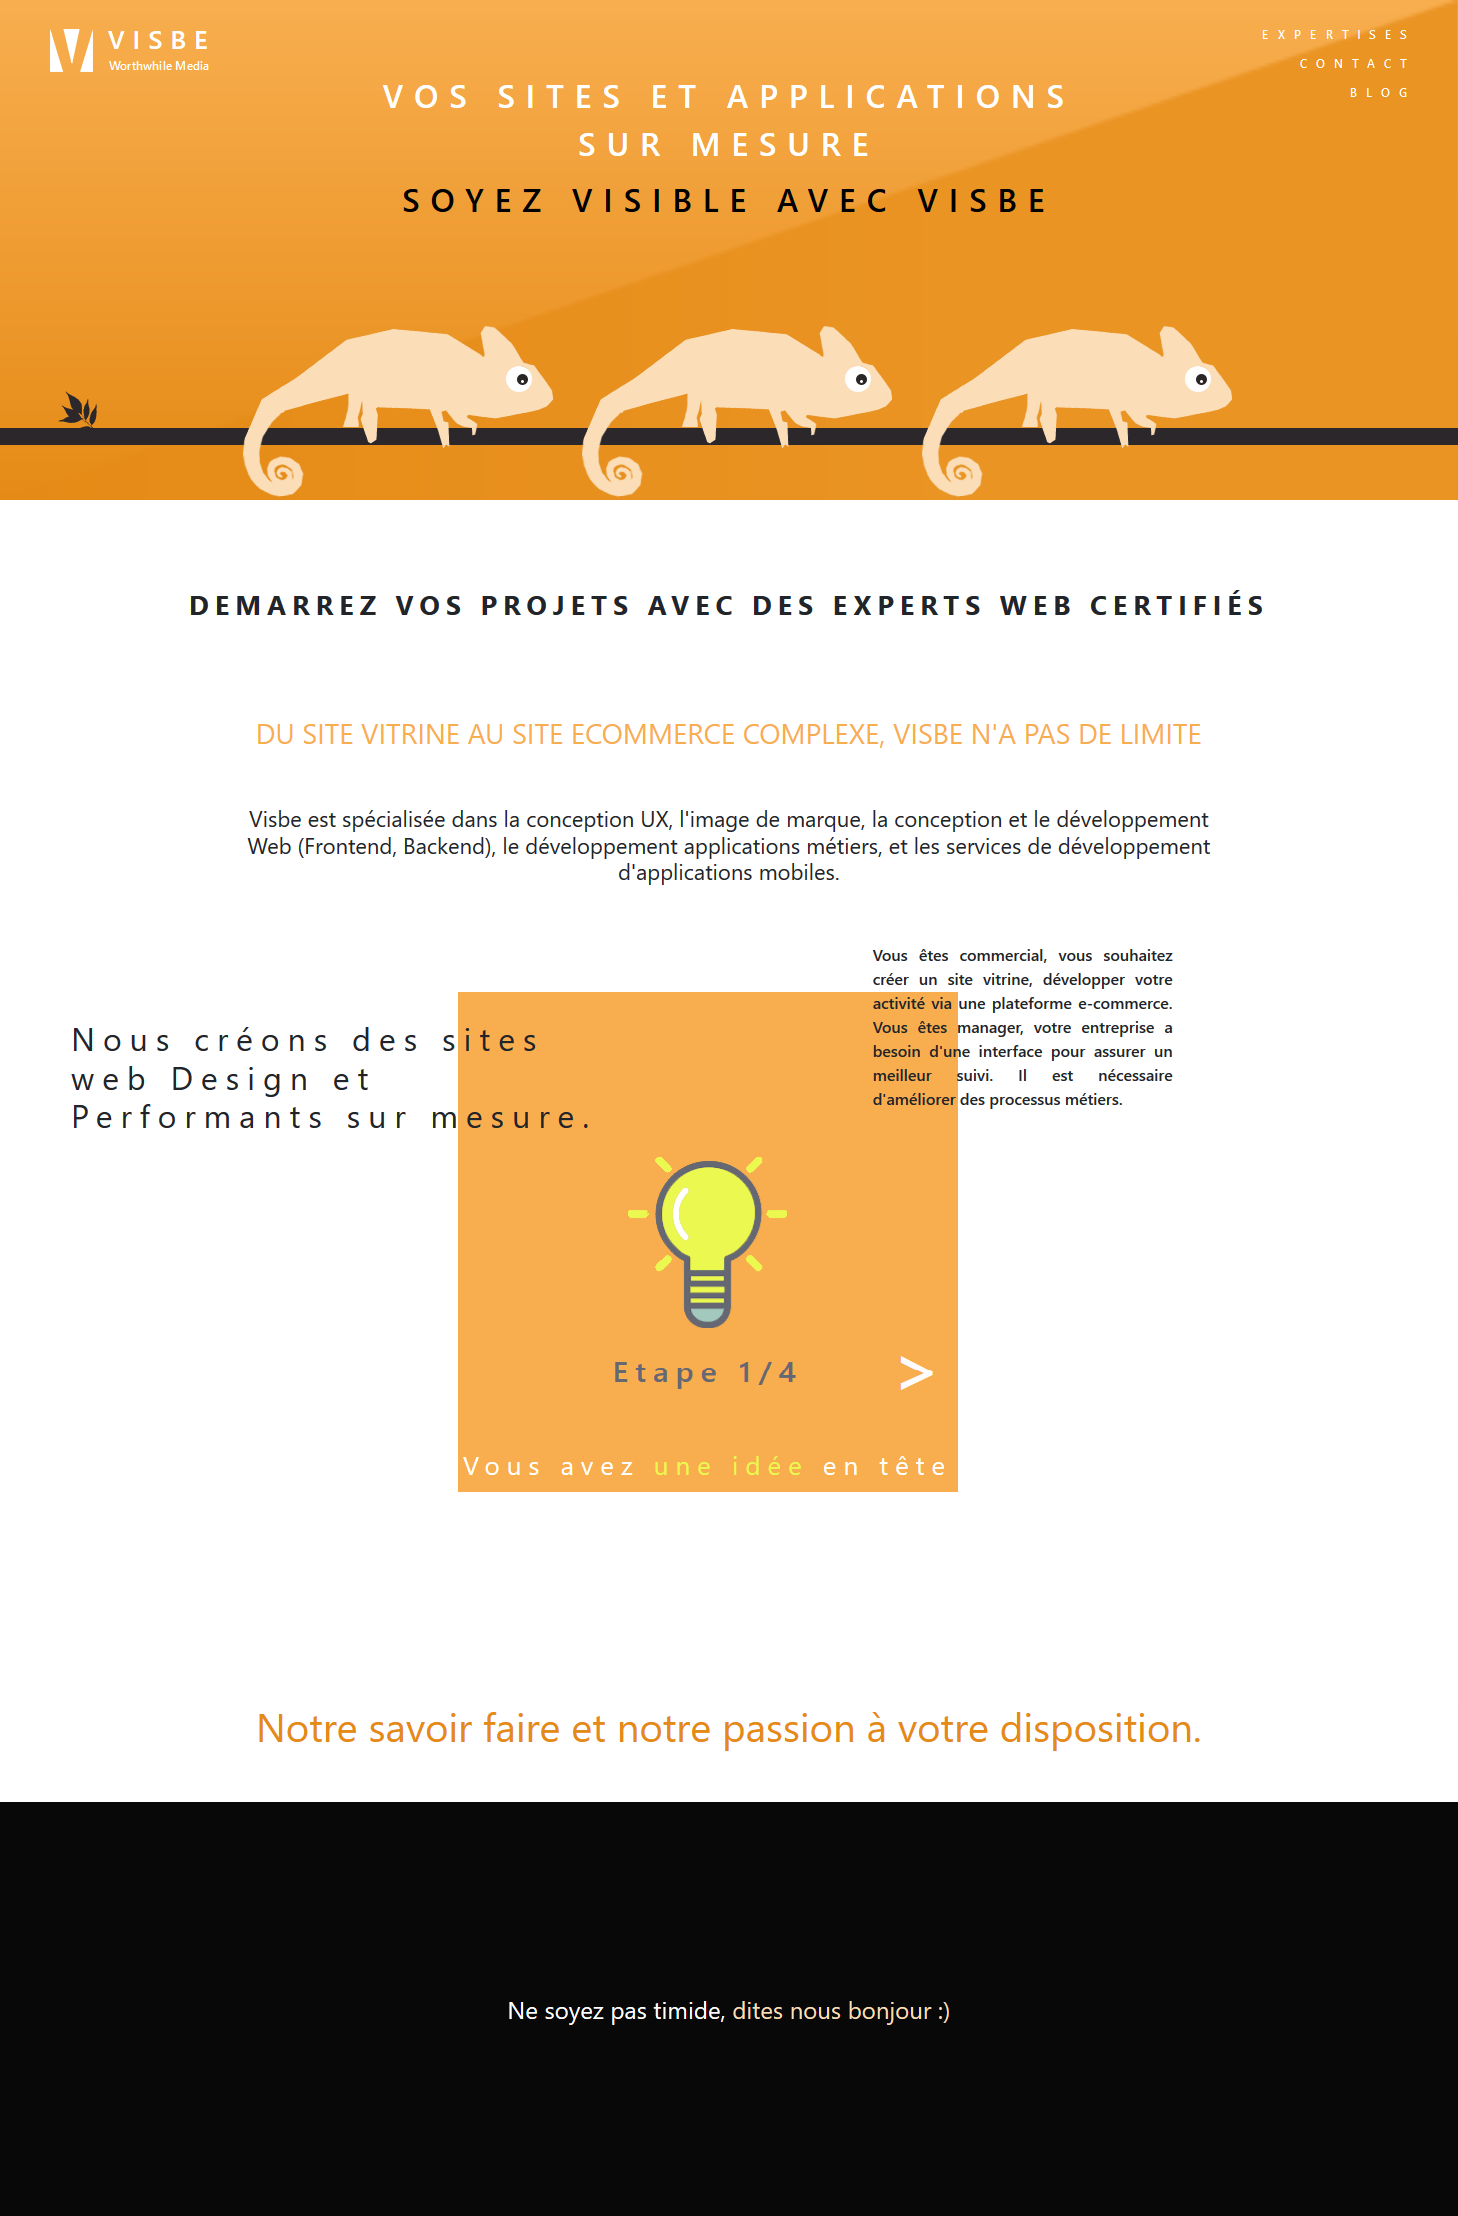 VISBE
Worthwhile Media
EXPERTISES
CONTACT
BLOG
VOS SITES ET APPLICATIONS
SUR MESURE
SOYEZ VISIBLE AVEC VISBE
DEMARREZ VOS PROJETS AVEC DES EXPERTS WEB CERTIFIÉS
DU SITE VITRINE AU SITE ECOMMERCE COMPLEXE, VISBE N'A PAS DE LIMITE
Visbe est spécialisée dans la conception UX, l'image de marque, la conception et le développement
Web (Frontend, Backend), le développement applications métiers, et les services de développement
d'applications mobiles.
Nous créons des sites
web Design et
Performants sur mesure.
Vous êtes commercial, vous souhaitez
créer un site vitrine, développer votre
activité via une plateforme e-commerce.
Vous êtes manager, votre entreprise a
besoin d'une interface pour assurer un
meilleur suivi. Il est nécessaire
d'améliorer des processus métiers.
Etape 1/4
>
Vous avez une idée en tête
Notre savoir faire et notre passion à votre disposition.
Ne soyez pas timide, dites nous bonjour :)